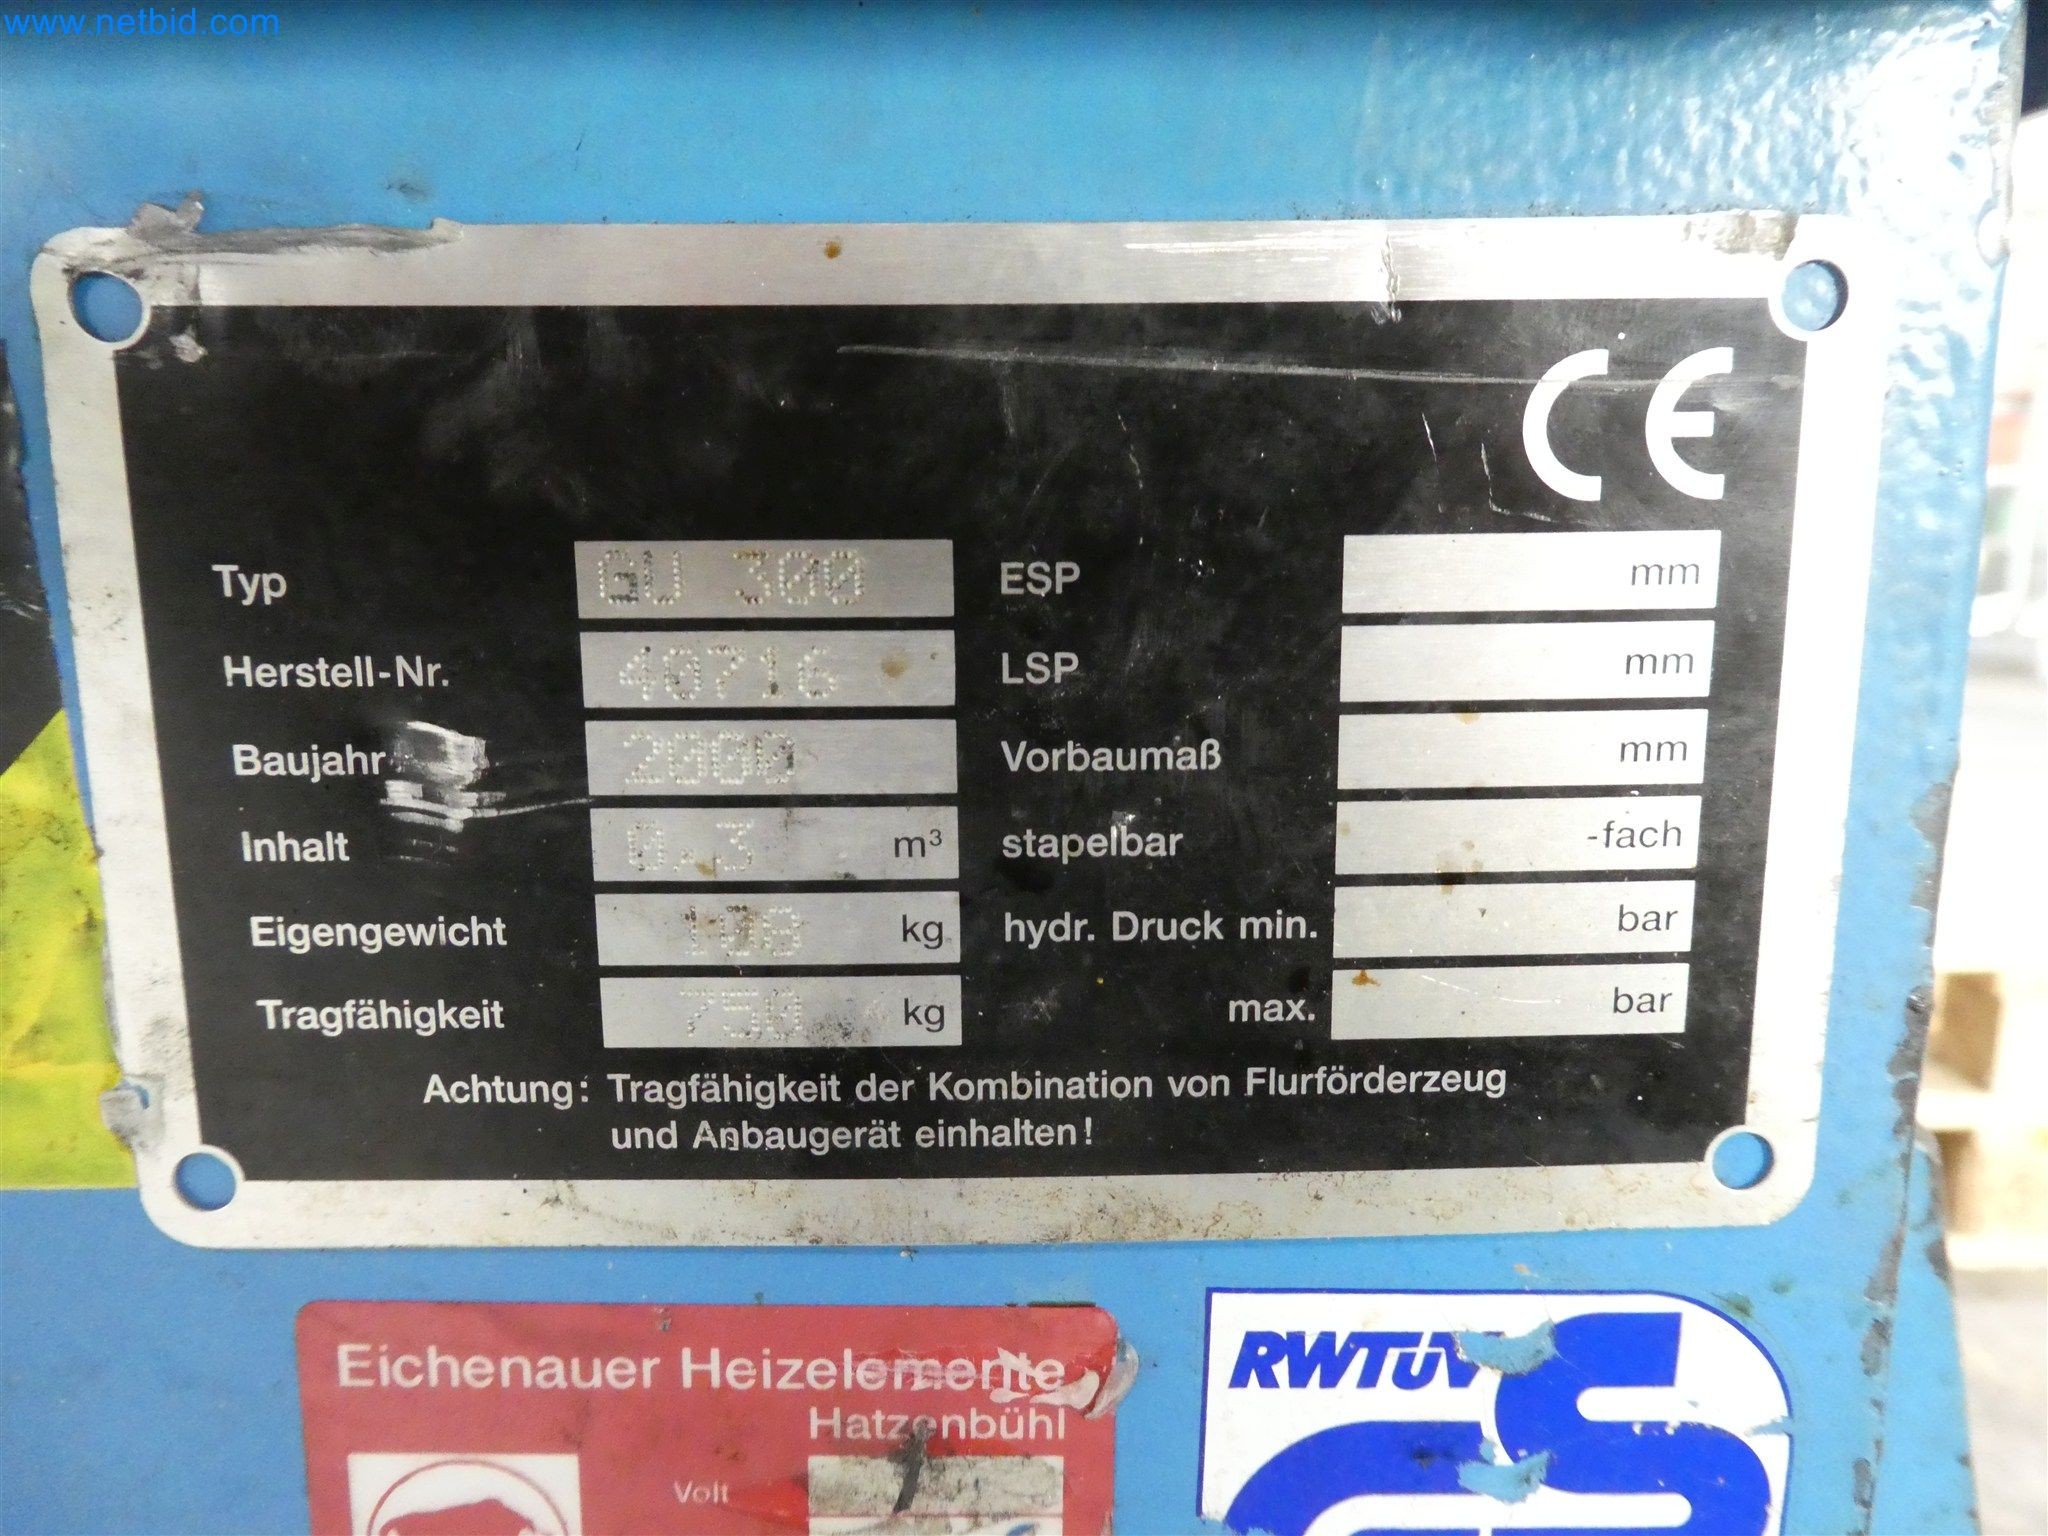 www.netbid.com
CE
Typ GU 300
Herstell-Nr. 40716
Baujahr 2000
Inhalt 0,3 m³
Eigengewicht 108 kg
Tragfähigkeit 750 kg
ESP mm
LSP mm
Vorbaumaß mm
stapelbar -fach
hydr. Druck min. bar
max. bar
Achtung: Tragfähigkeit der Kombination von Flurförderzeug
und Anbaugerät einhalten!
Eichenauer Heizelemente
Hatzenbühl
Volt
RWTÜV